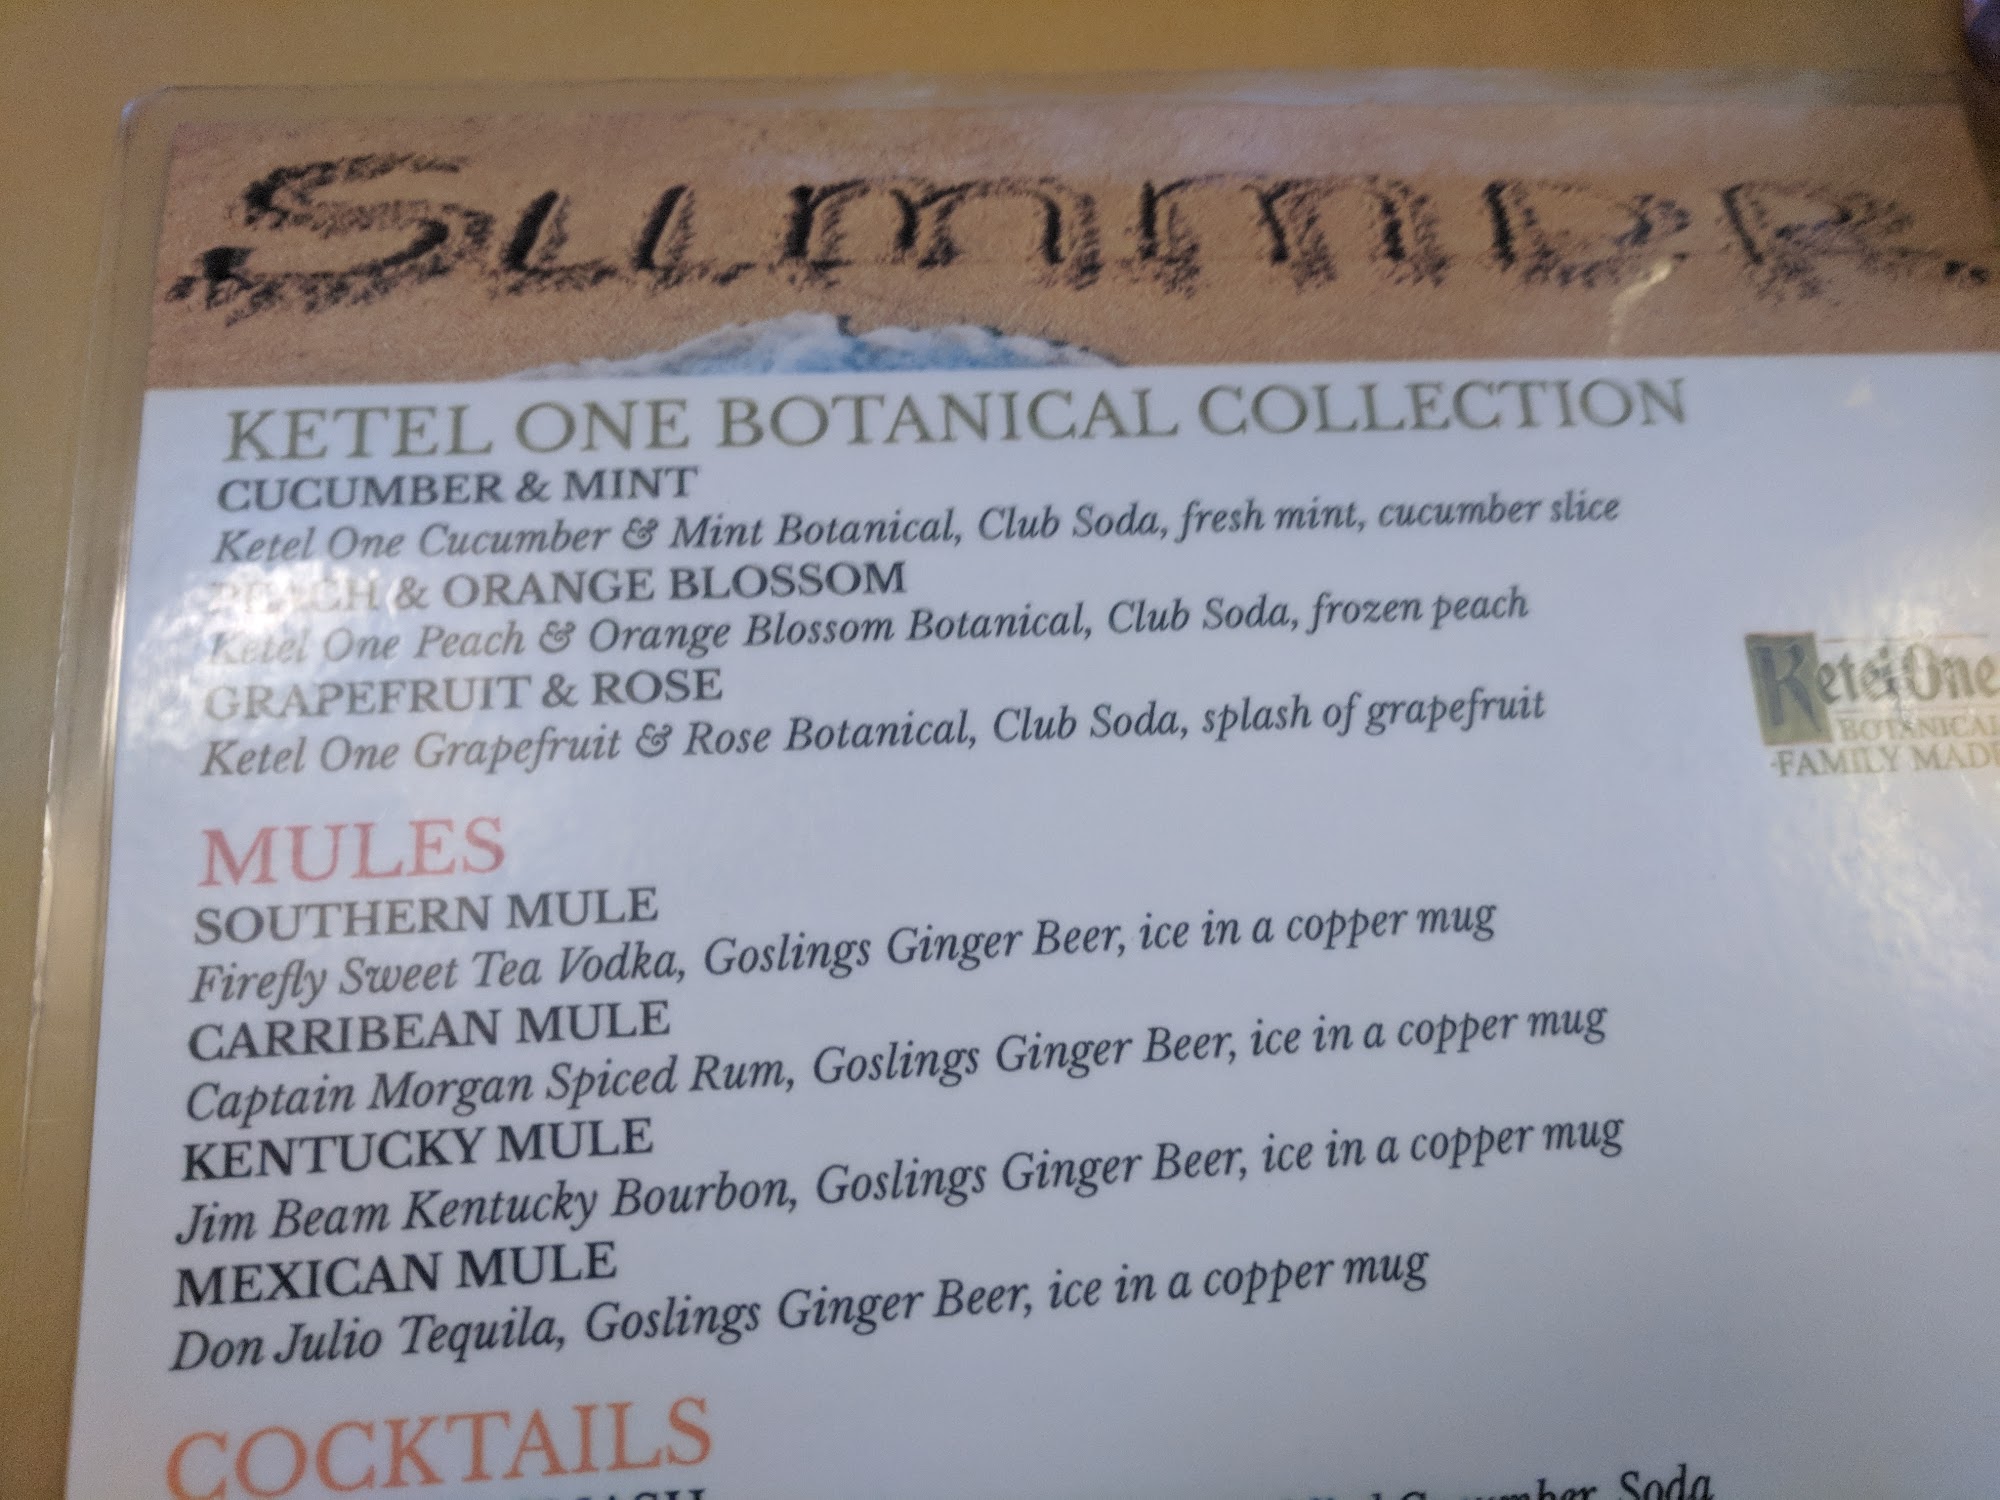 Summer
KETEL ONE BOTANICAL COLLECTION
CUCUMBER & MINT
Ketel One Cucumber & Mint Botanical, Club Soda, fresh mint, cucumber slice
PEACH & ORANGE BLOSSOM
Ketel One Peach & Orange Blossom Botanical, Club Soda, frozen peach
GRAPEFRUIT & ROSE
Ketel One Grapefruit & Rose Botanical, Club Soda, splash of grapefruit
Ketel One
BOTANICAL
FAMILY MADE
MULES
SOUTHERN MULE
Firefly Sweet Tea Vodka, Goslings Ginger Beer, ice in a copper mug
CARRIBEAN MULE
Captain Morgan Spiced Rum, Goslings Ginger Beer, ice in a copper mug
KENTUCKY MULE
Jim Beam Kentucky Bourbon, Goslings Ginger Beer, ice in a copper mug
MEXICAN MULE
Don Julio Tequila, Goslings Ginger Beer, ice in a copper mug
COCKTAILS
Cucumber, Soda